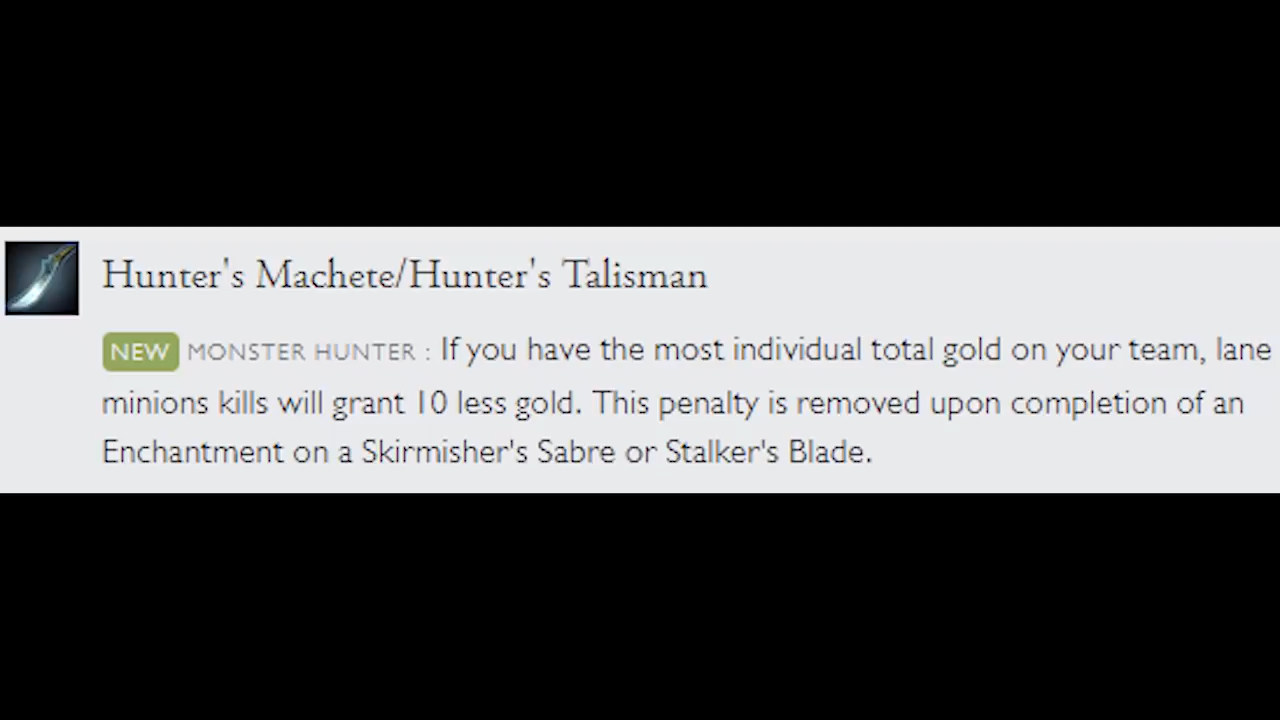 Hunter's Machete/Hunter's Talisman
NEW MONSTER HUNTER : If you have the most individual total gold on your team, lane
minions kills will grant 10 less gold. This penalty is removed upon completion of an
Enchantment on a Skirmisher's Sabre or Stalker's Blade.